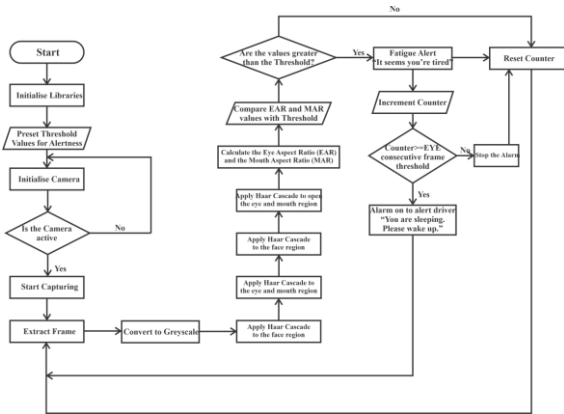 Start
Initialise Libraries
Preset Threshold
Values for Alertness
Initialise Camera
Is the Camera
active
No
Yes
Start Capturing
Extract Frame
Convert to Greyscale
Apply Haar Cascade
to the face region
Apply Haar Cascade to
the eye and mouth region
Apply Haar Cascade
to the face region
Apply Haar Cascade to open
the eye and mouth region
Calculate the Eye Aspect Ratio (EAR)
and the Mouth Aspect Ratio (MAR)
Compare EAR and MAR
values with Threshold
Are the values greater
than the Threshold?
No
Yes
Fatigue Alert
"It seems you're tired"
Reset Counter
Increment Counter
Counter>=EYE
consecutive frame
threshold
No
Stop the Alarm
Yes
Alarm on to alert driver
"You are sleeping.
Please wake up."